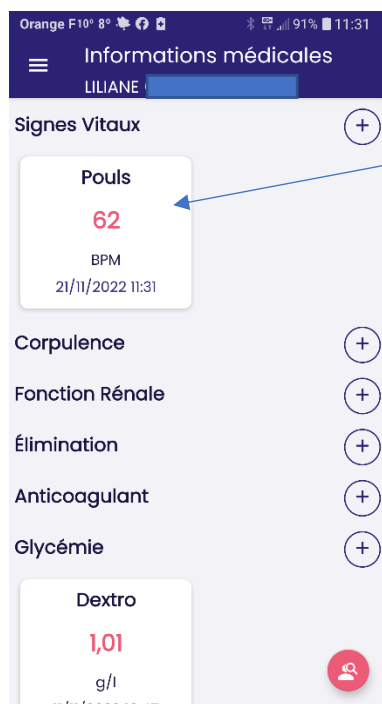 Orange F 10° 8° 91% 11:31
Informations médicales
LILIANE
Signes Vitaux
+
Pouls
62
BPM
21/11/2022 11:31
Corpulence
+
Fonction Rénale
+
Élimination
+
Anticoagulant
+
Glycémie
+
Dextro
1,01
g/l